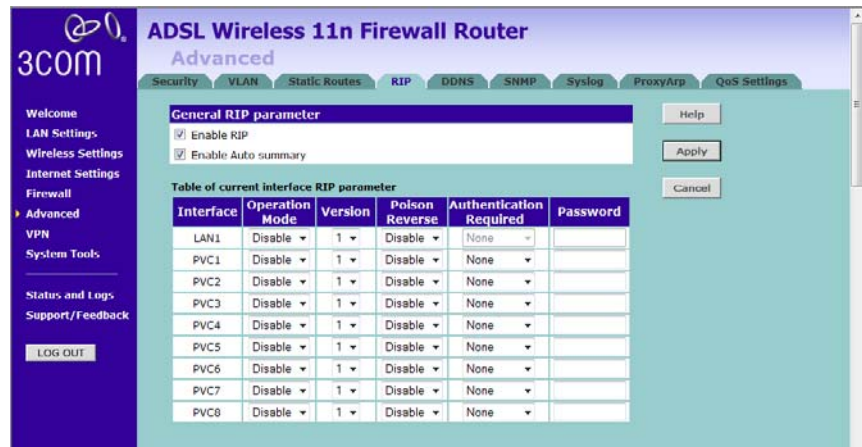 3COM
ADSL Wireless 11n Firewall Router
Advanced
Security VLAN Static Routes RIP DDNS SNMP Syslog ProxyArp QoS Settings
Welcome
LAN Settings
Wireless Settings
Internet Settings
Firewall
Advanced
VPN
System Tools
Status and Logs
Support/Feedback
LOG OUT
General RIP parameter
Enable RIP
Enable Auto summary
Table of current interface RIP parameter
Interface Operation Mode Version Poison Reverse Authentication Required Password
LAN1 Disable 1 Disable None
PVC1 Disable 1 Disable None
PVC2 Disable 1 Disable None
PVC3 Disable 1 Disable None
PVC4 Disable 1 Disable None
PVC5 Disable 1 Disable None
PVC6 Disable 1 Disable None
PVC7 Disable 1 Disable None
PVC8 Disable 1 Disable None
Help
Apply
Cancel